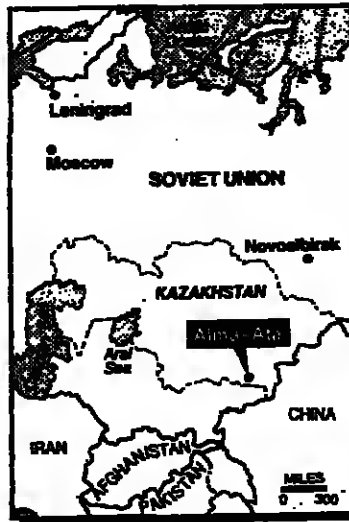 Leningrad
Moscow
SOVIET UNION
Novosibirsk
KAZAKHSTAN
Alma-Ata
Aral
Sea
CHINA
IRAN
AFGHANISTAN
PAKISTAN
MILES
0 300